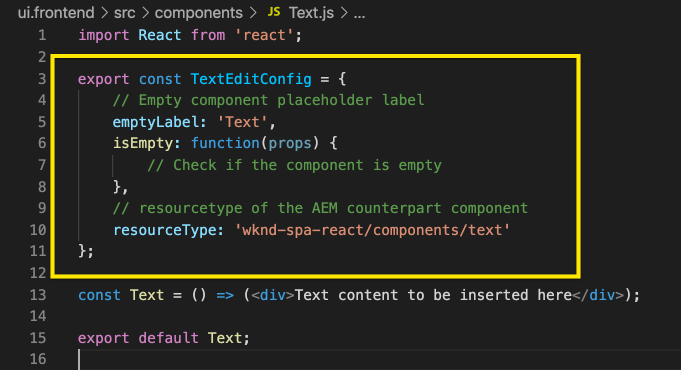 ui.frontend > src > components > JS Text.js > ...
1 import React from 'react';
2
3 export const TextEditConfig = {
4 // Empty component placeholder label
5 emptyLabel: 'Text',
6 isEmpty: function(props) {
7 // Check if the component is empty
8 },
9 // resourcetype of the AEM counterpart component
10 resourceType: 'wknd-spa-react/components/text'
11 };
12
13 const Text = () => (<div>Text content to be inserted here</div>);
14
15 export default Text;
16